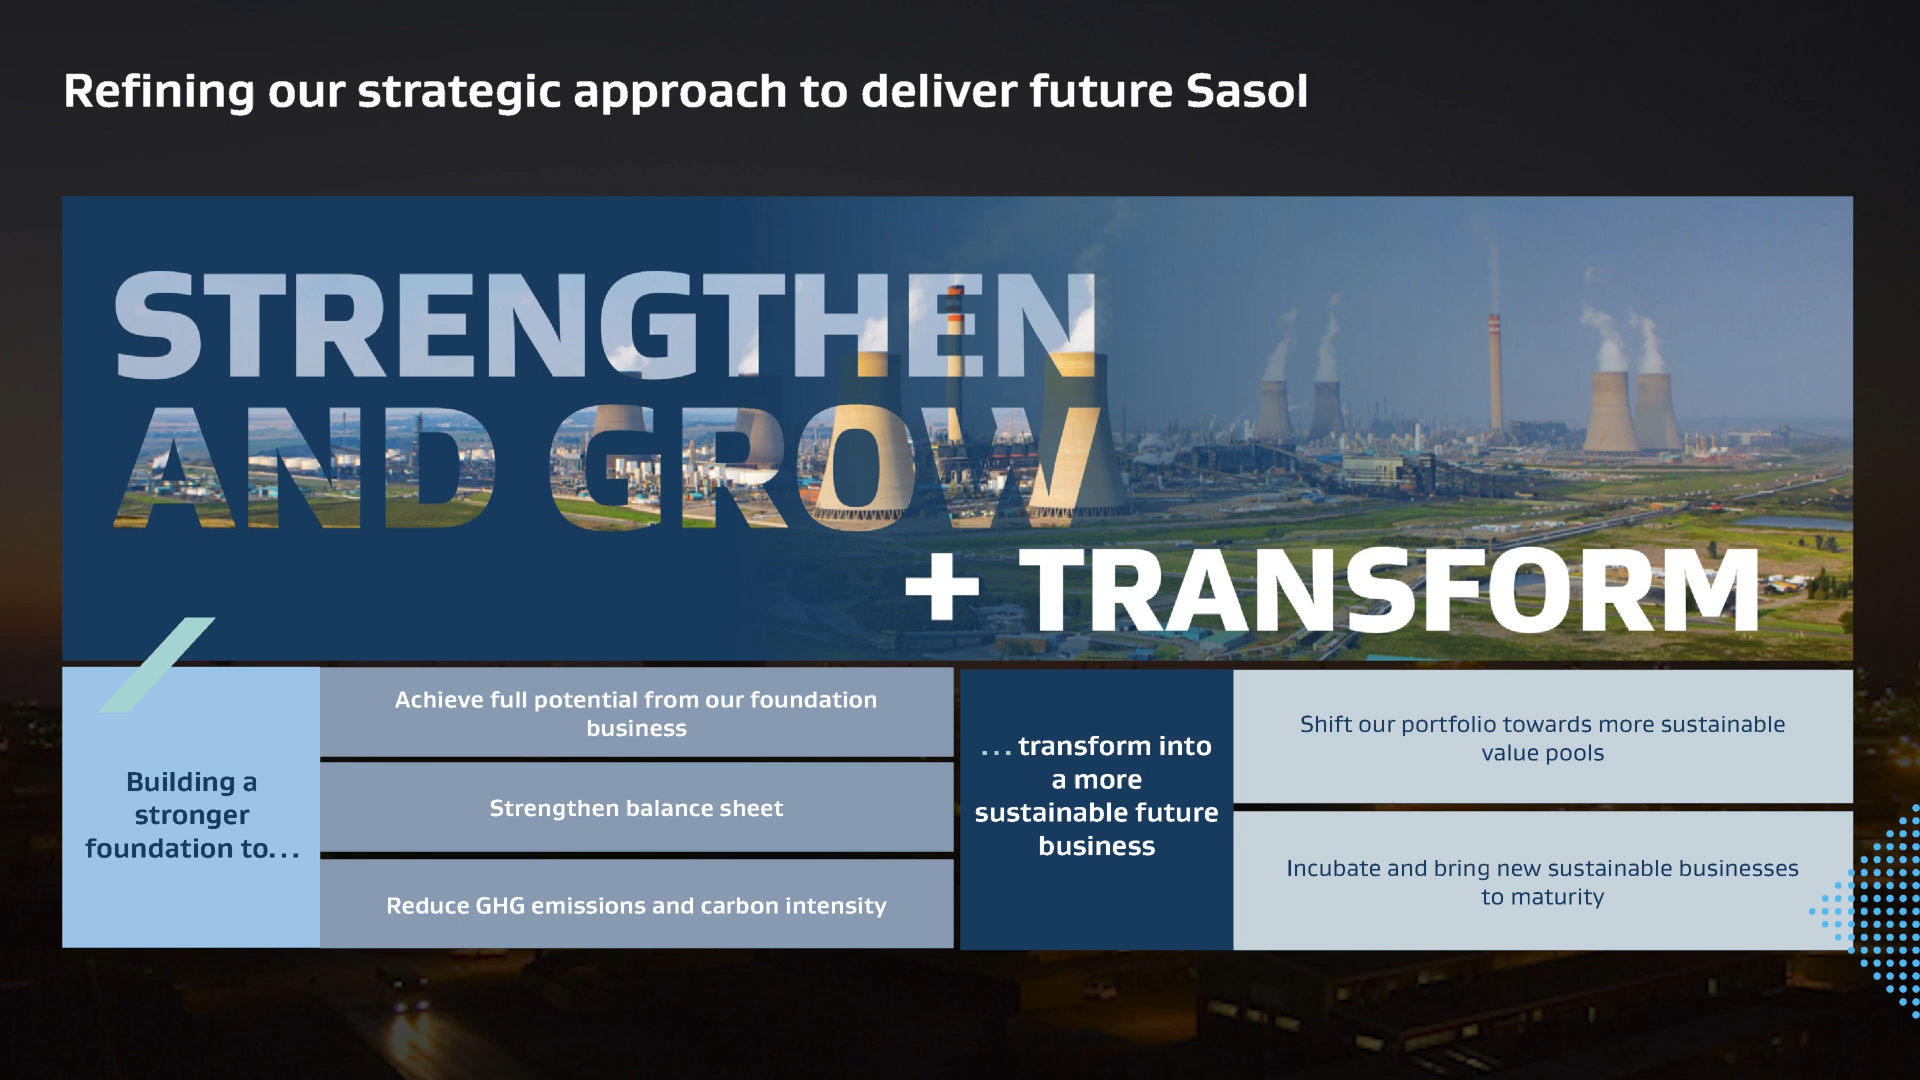 Refining our strategic approach to deliver future Sasol
STRENGTHEN
AND GROW
+ TRANSFORM
Building a
stronger
foundation to...
Achieve full potential from our foundation
business
Strengthen balance sheet
Reduce GHG emissions and carbon intensity
... transform into
a more
sustainable future
business
Shift our portfolio towards more sustainable
value pools
Incubate and bring new sustainable businesses
to maturity